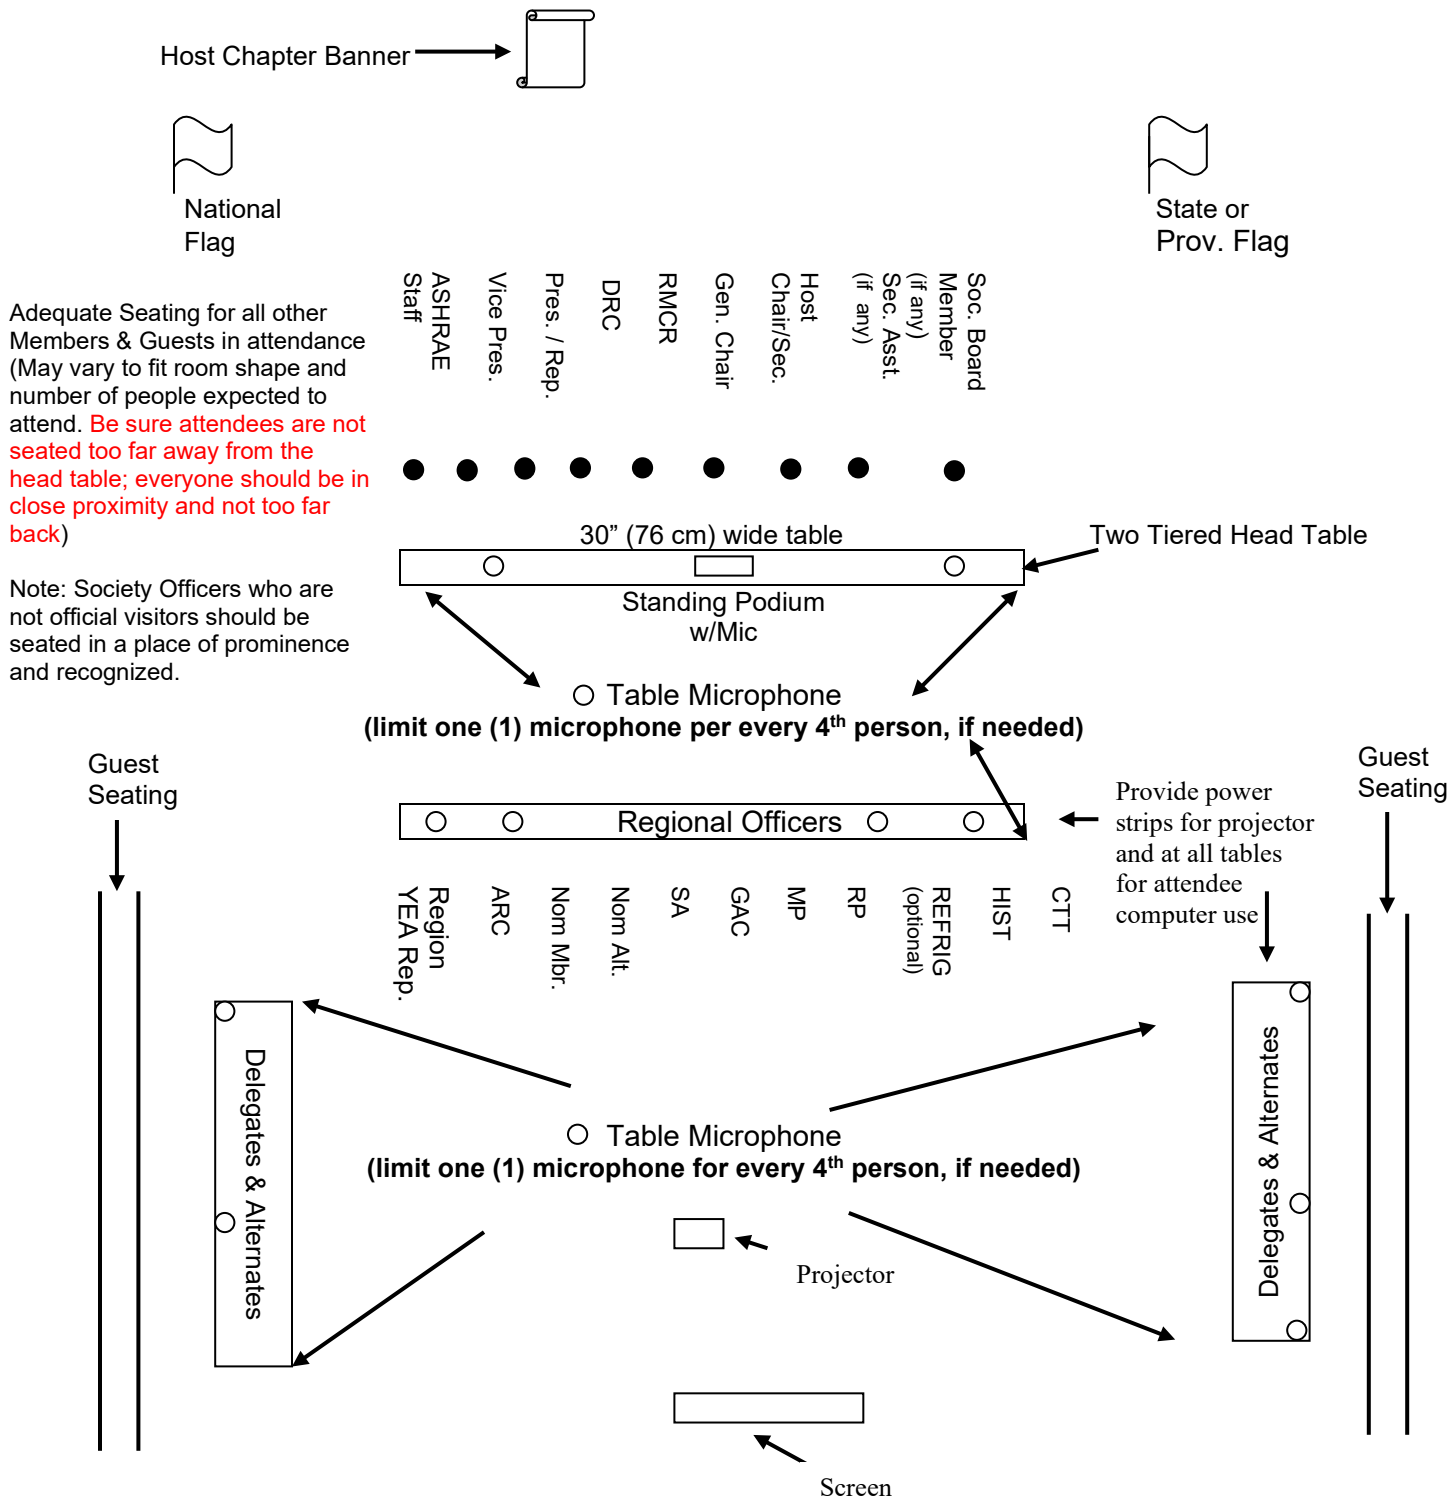 Host Chapter Banner
National
Flag
State or
Prov. Flag
Adequate Seating for all other
Members & Guests in attendance
(May vary to fit room shape and
number of people expected to
attend. Be sure attendees are not
seated too far away from the
head table; everyone should be in
close proximity and not too far
back)
Note: Society Officers who are
not official visitors should be
seated in a place of prominence
and recognized.
ASHRAE
Staff
Vice Pres.
Pres. / Rep.
DRC
RMCR
Gen. Chair
Host
Chair/Sec.
Sec. Asst.
(if any)
Soc. Board
Member
(if any)
30” (76 cm) wide table
Two Tiered Head Table
Standing Podium
w/Mic
Table Microphone
(limit one (1) microphone per every 4th person, if needed)
Guest
Seating
Guest
Seating
Regional Officers
Provide power
strips for projector
and at all tables
for attendee
computer use
Region
YEA Rep.
ARC
Nom Mbr.
Nom Alt.
SA
GAC
MP
RP
REFRIG
(optional)
HIST
CTT
Delegates & Alternates
Delegates & Alternates
Table Microphone
(limit one (1) microphone for every 4th person, if needed)
Projector
Screen